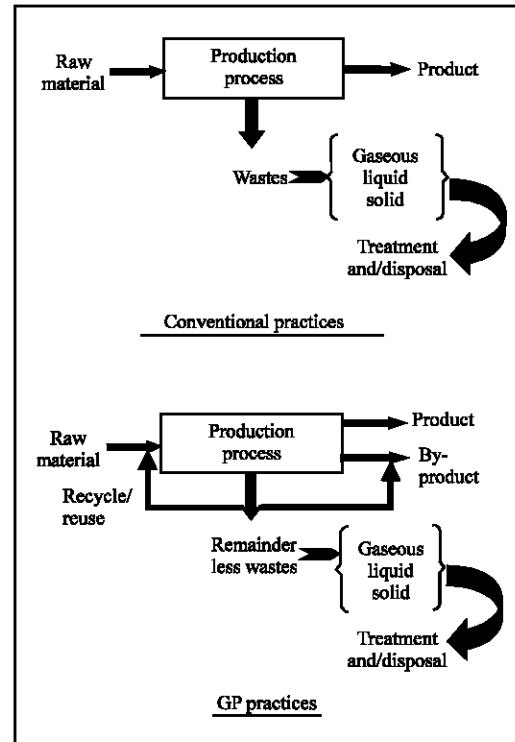 Raw
material
Production
process
Product
Wastes
Gaseous
liquid
solid
Treatment
and/disposal
Conventional practices
Raw
material
Production
process
Product
By-
product
Recycle/
reuse
Remainder
less wastes
Gaseous
liquid
solid
Treatment
and/disposal
GP practices